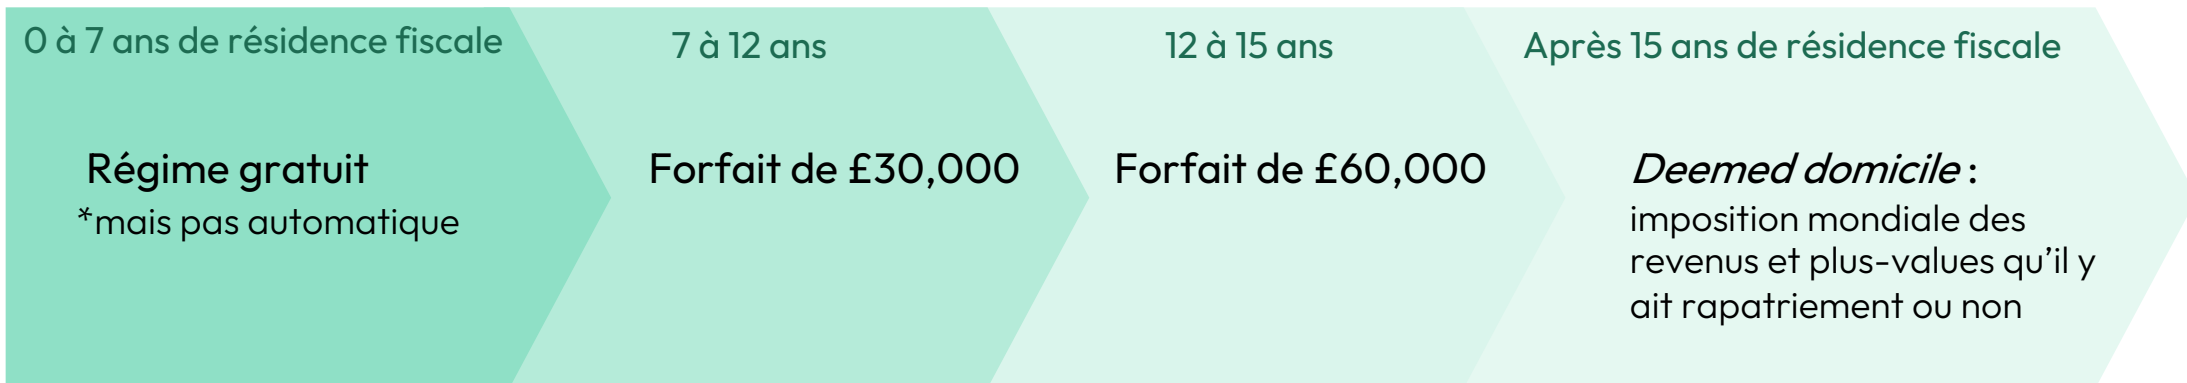 0 à 7 ans de résidence fiscale
Régime gratuit
*mais pas automatique
7 à 12 ans
Forfait de £30,000
12 à 15 ans
Forfait de £60,000
Après 15 ans de résidence fiscale
Deemed domicile :
imposition mondiale des
revenus et plus-values qu’il y
ait rapatriement ou non